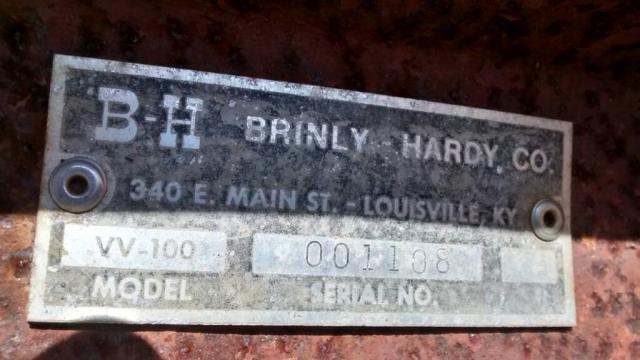 B-H BRINLY-HARDY, CO.
340 E. MAIN ST. - LOUISVILLE, KY
VV-100 001108
MODEL SERIAL NO.